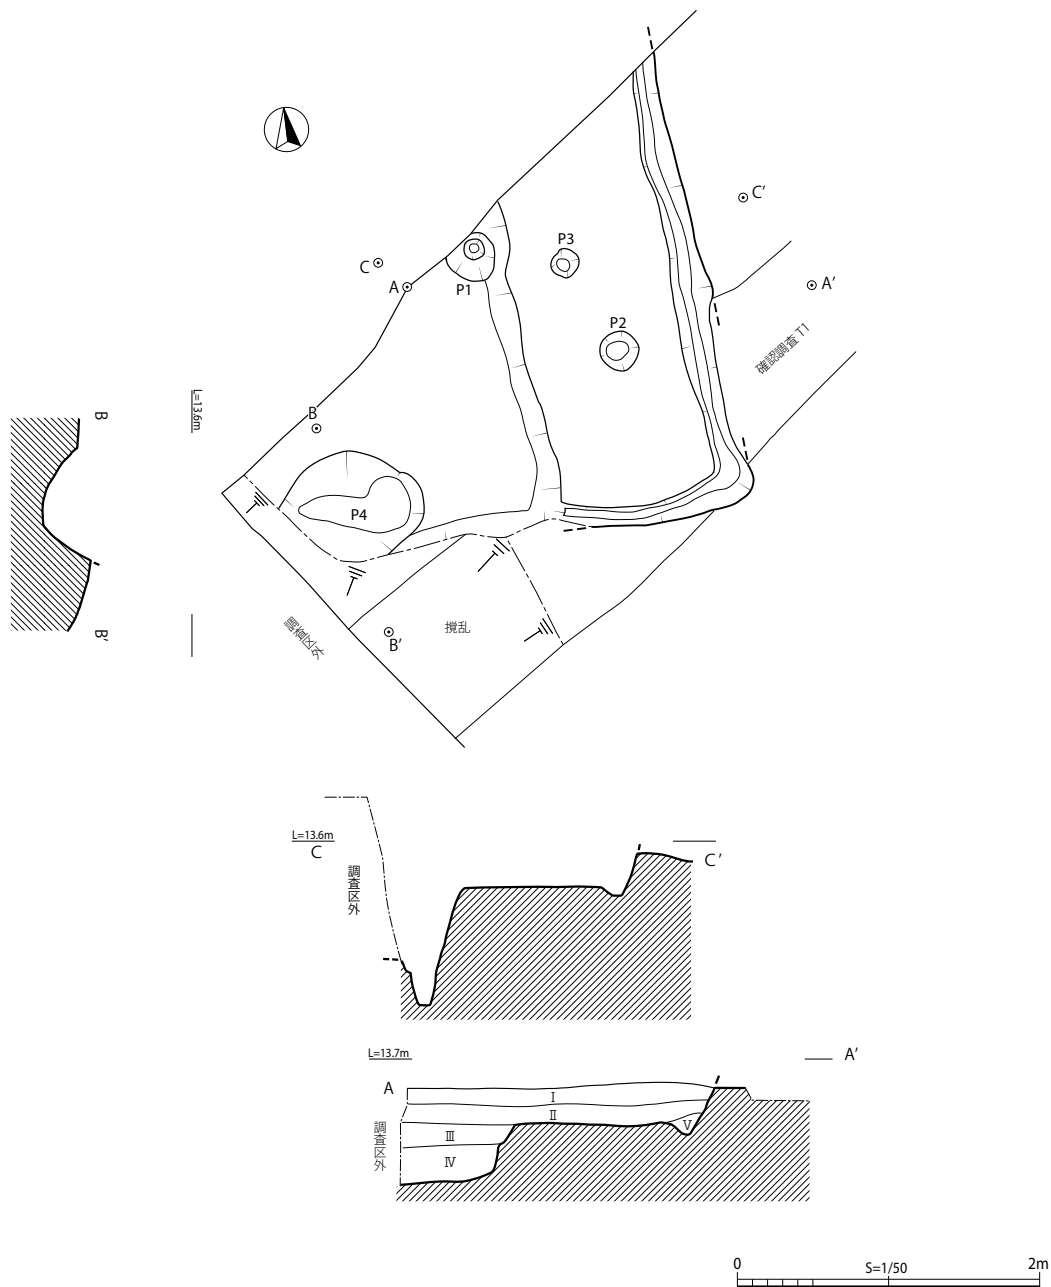 C'
P3
C
A
P1
A'
P2
確認調査 T1
L=13.6m
B
B
P4
調査区外
B'
撹乱
B'
L=13.6m
C
C'
調査区外
L=13.7m
A'
A
Ⅰ
Ⅱ
Ⅴ
Ⅲ
Ⅳ
調査区外
0
S=1/50
2m